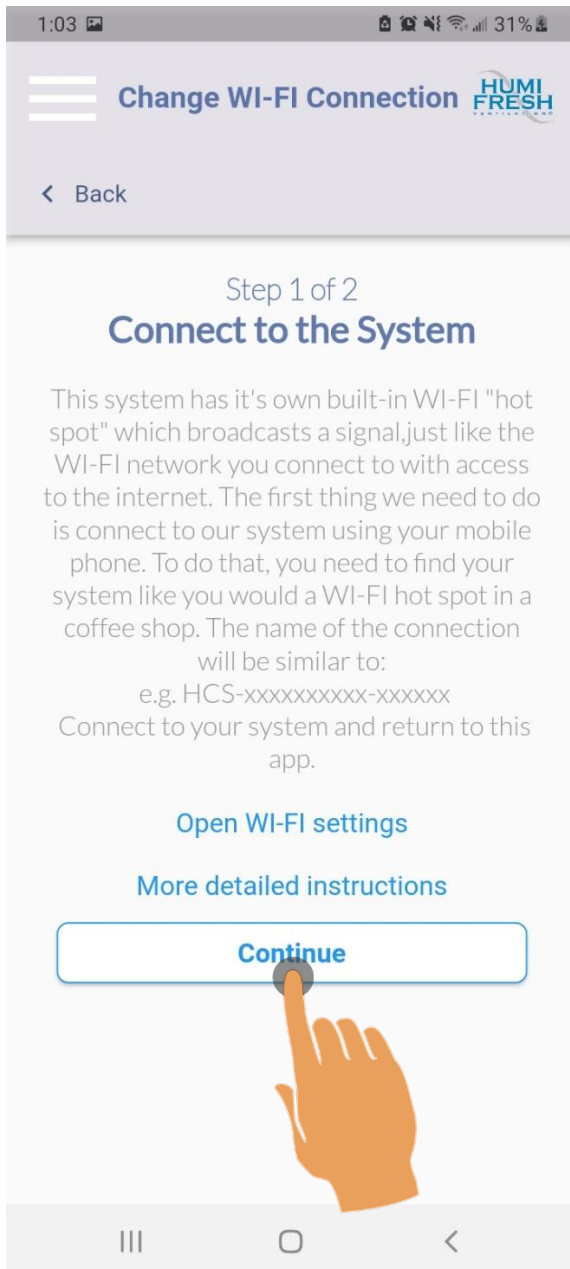 1:03 31%
Change WI-FI Connection
HUMI
FRESH
Back
Step 1 of 2
Connect to the System
This system has it's own built-in WI-FI "hot
spot" which broadcasts a signal,just like the
WI-FI network you connect to with access
to the internet. The first thing we need to do
is connect to our system using your mobile
phone. To do that, you need to find your
system like you would a WI-FI hot spot in a
coffee shop. The name of the connection
will be similar to:
e.g. HCS-xxxxxxxxxx-xxxxxx
Connect to your system and return to this
app.
Open WI-FI settings
More detailed instructions
Continue